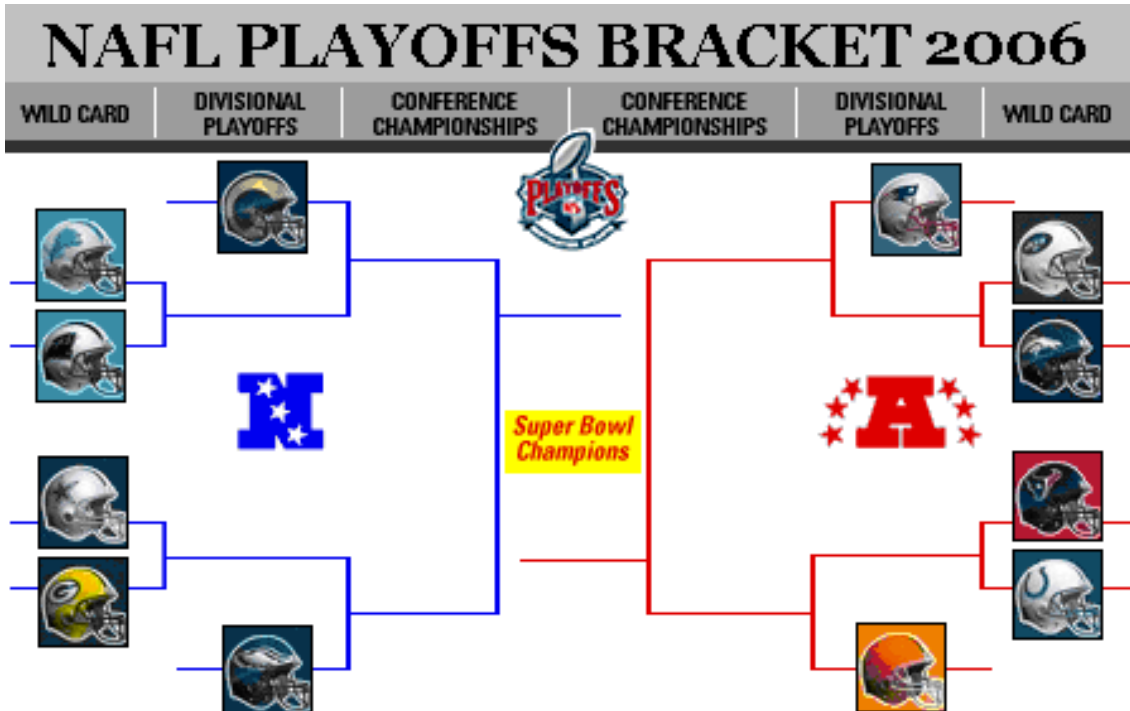 NAFL PLAYOFFS BRACKET 2006
WILD CARD
DIVISIONAL
PLAYOFFS
CONFERENCE
CHAMPIONSHIPS
CONFERENCE
CHAMPIONSHIPS
DIVISIONAL
PLAYOFFS
WILD CARD
PLAYOFFS
N
A
Super Bowl
Champions
G